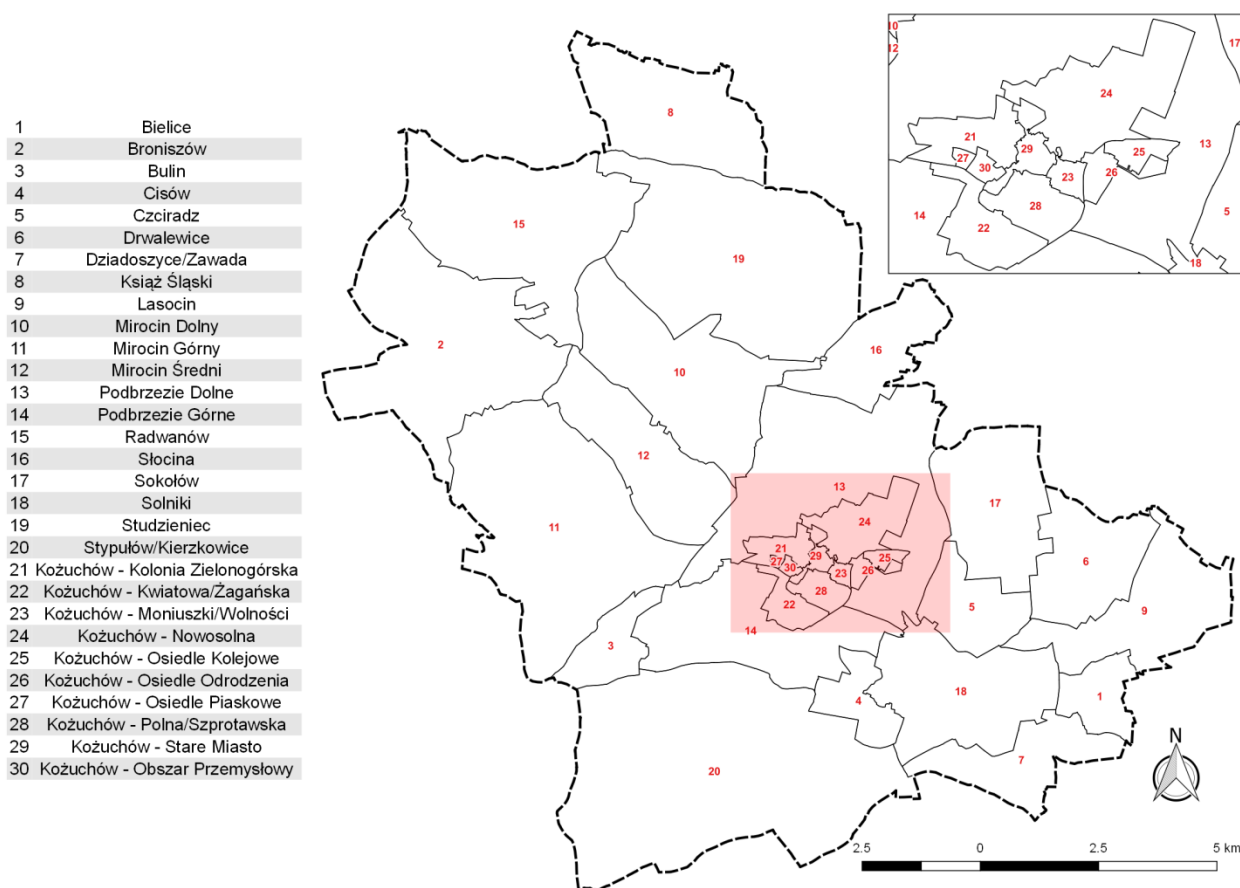 1 Bielice
2 Broniszów
3 Bulin
4 Cisów
5 Czciradz
6 Drwalewice
7 Dziadoszyce/Zawada
8 Książ Śląski
9 Lasocin
10 Mirocin Dolny
11 Mirocin Górny
12 Mirocin Średni
13 Podbrzezie Dolne
14 Podbrzezie Górne
15 Radwanów
16 Słocina
17 Sokołów
18 Solniki
19 Studzieniec
20 Stypułów/Kierzkowice
21 Kożuchów - Kolonia Zielonogórska
22 Kożuchów - Kwiatowa/Żagańska
23 Kożuchów - Moniuszki/Wolności
24 Kożuchów - Nowosolna
25 Kożuchów - Osiedle Kolejowe
26 Kożuchów - Osiedle Odrodzenia
27 Kożuchów - Osiedle Piaskowe
28 Kożuchów - Polna/Szprotawska
29 Kożuchów - Stare Miasto
30 Kożuchów - Obszar Przemysłowy
8
15
19
2
16
10
12
11
13
24
17
21
29
27
30
23
26
25
28
22
14
6
5
9
3
18
4
1
7
20
10
12
17
24
21
29
25
13
27
30
23
26
14
28
22
5
18
N
2.5 0 2.5 5 km